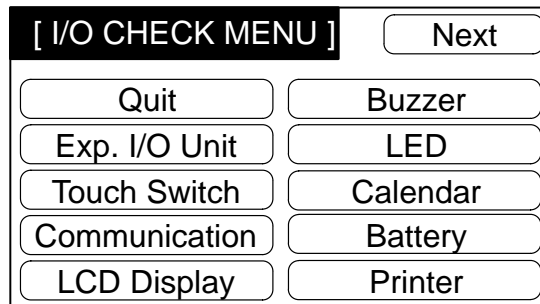 [ I/O CHECK MENU ] Next
Quit Buzzer
Exp. I/O Unit LED
Touch Switch Calendar
Communication Battery
LCD Display Printer